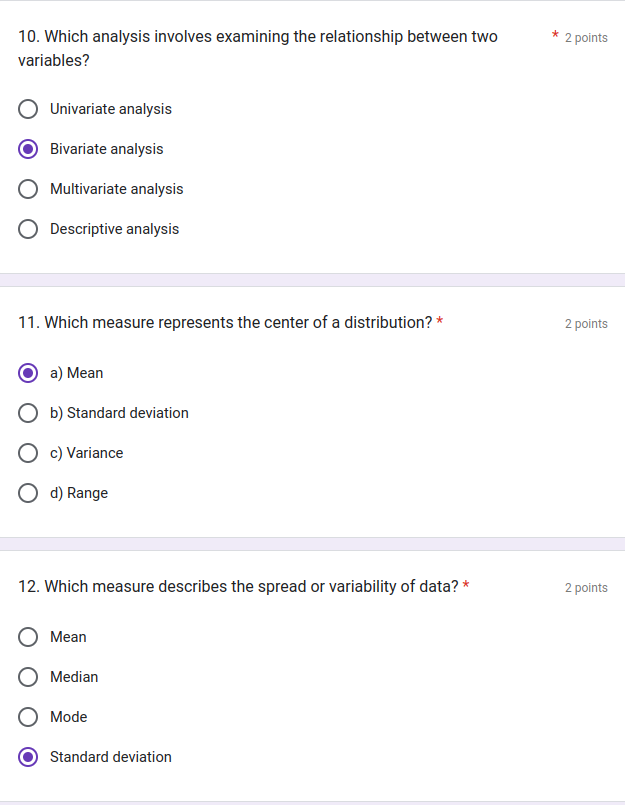 10. Which analysis involves examining the relationship between two * 2 points
variables?
Univariate analysis
Bivariate analysis
Multivariate analysis
Descriptive analysis
11. Which measure represents the center of a distribution? * 2 points
a) Mean
b) Standard deviation
c) Variance
d) Range
12. Which measure describes the spread or variability of data? * 2 points
Mean
Median
Mode
Standard deviation